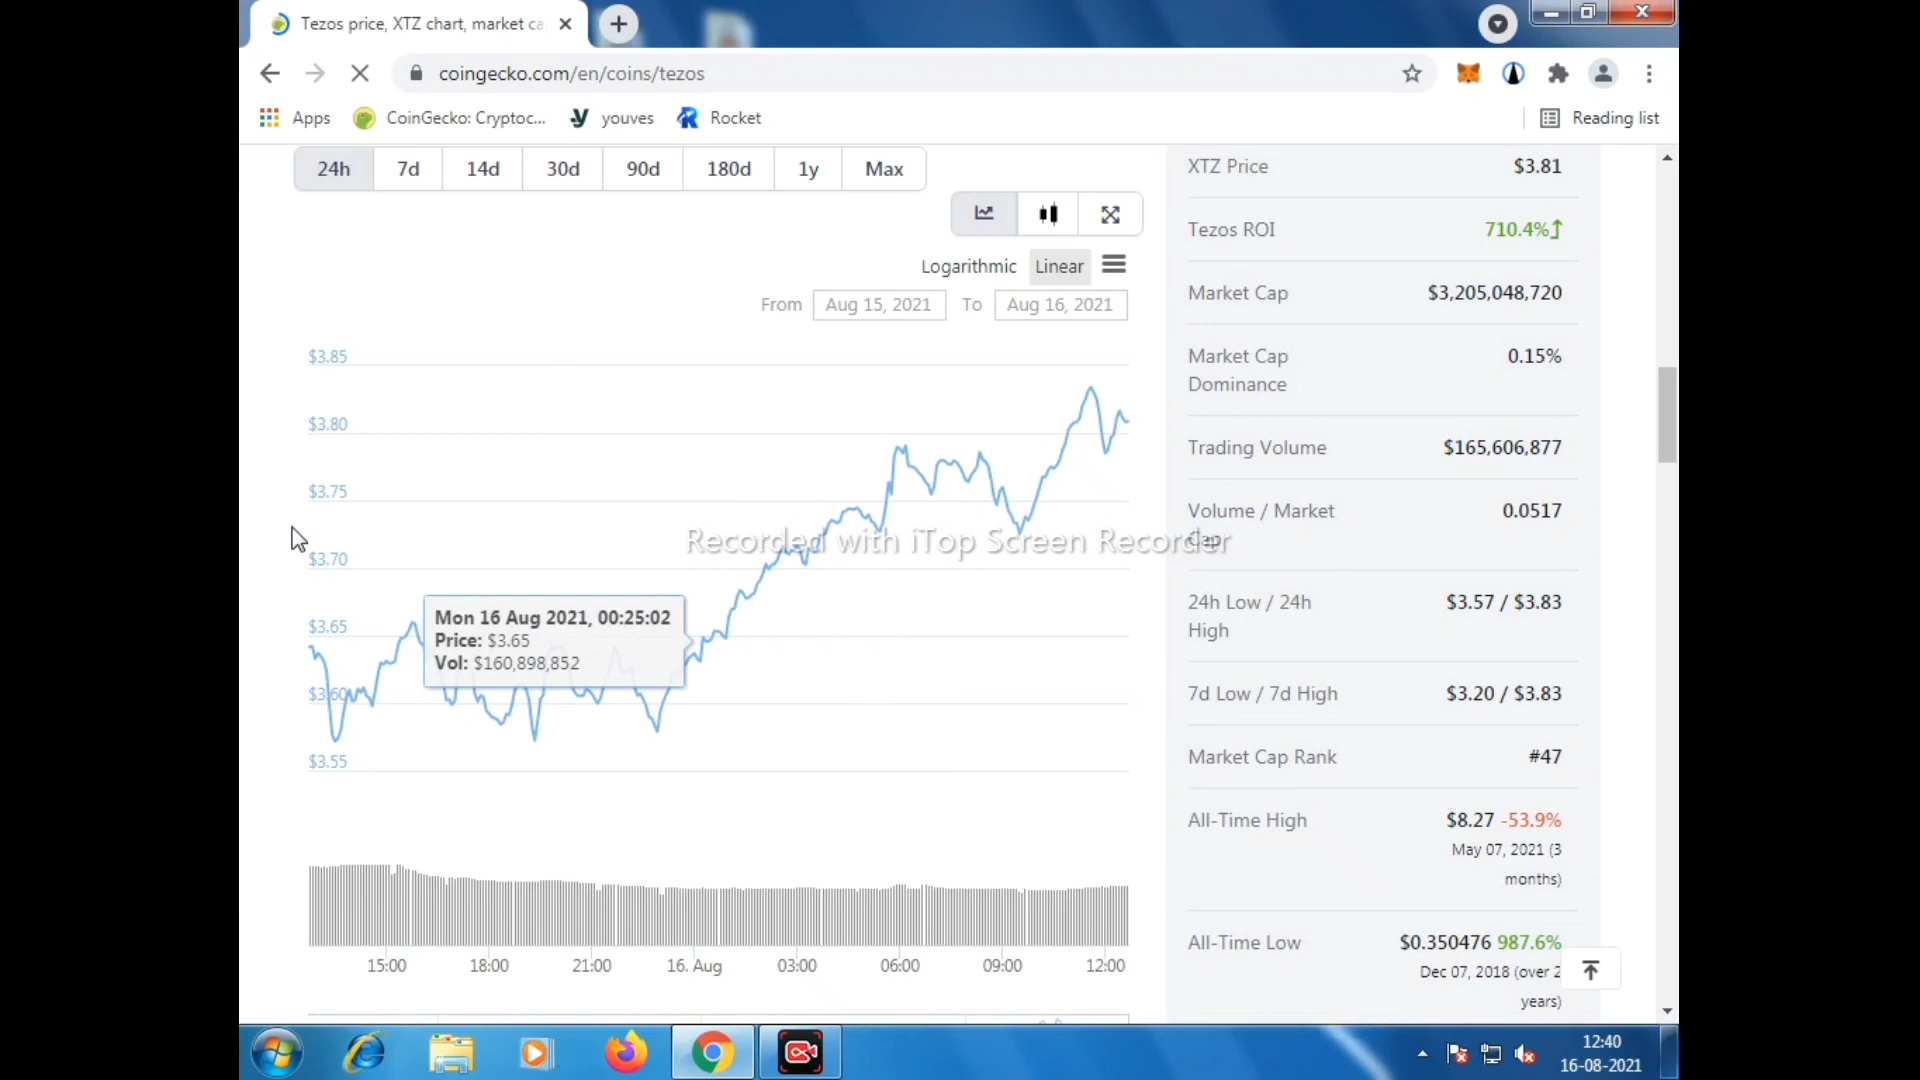 Tezos price, XTZ chart, market ca
coingecko.com/en/coins/tezos
Apps
CoinGecko: Cryptoc...
youves
Rocket
Reading list
24h 7d 14d 30d 90d 180d 1y Max
Logarithmic Linear
From Aug 15, 2021 To Aug 16, 2021
$3.85
$3.80
$3.75
$3.70
$3.65
$3.60
$3.55
Mon 16 Aug 2021, 00:25:02
Price: $3.65
Vol: $160,898,852
15:00 18:00 21:00 16. Aug 03:00 06:00 09:00 12:00
Recorded with iTop Screen Recorder
XTZ Price $3.81
Tezos ROI 710.4%
Market Cap $3,205,048,720
Market Cap 0.15%
Dominance
Trading Volume $165,606,877
Volume / Market 0.0517
Cap
24h Low / 24h $3.57 / $3.83
High
7d Low / 7d High $3.20 / $3.83
Market Cap Rank #47
All-Time High $8.27 -53.9%
May 07, 2021 (3
months)
All-Time Low $0.350476 987.6%
Dec 07, 2018 (over 2
years)
12:40
16-08-2021